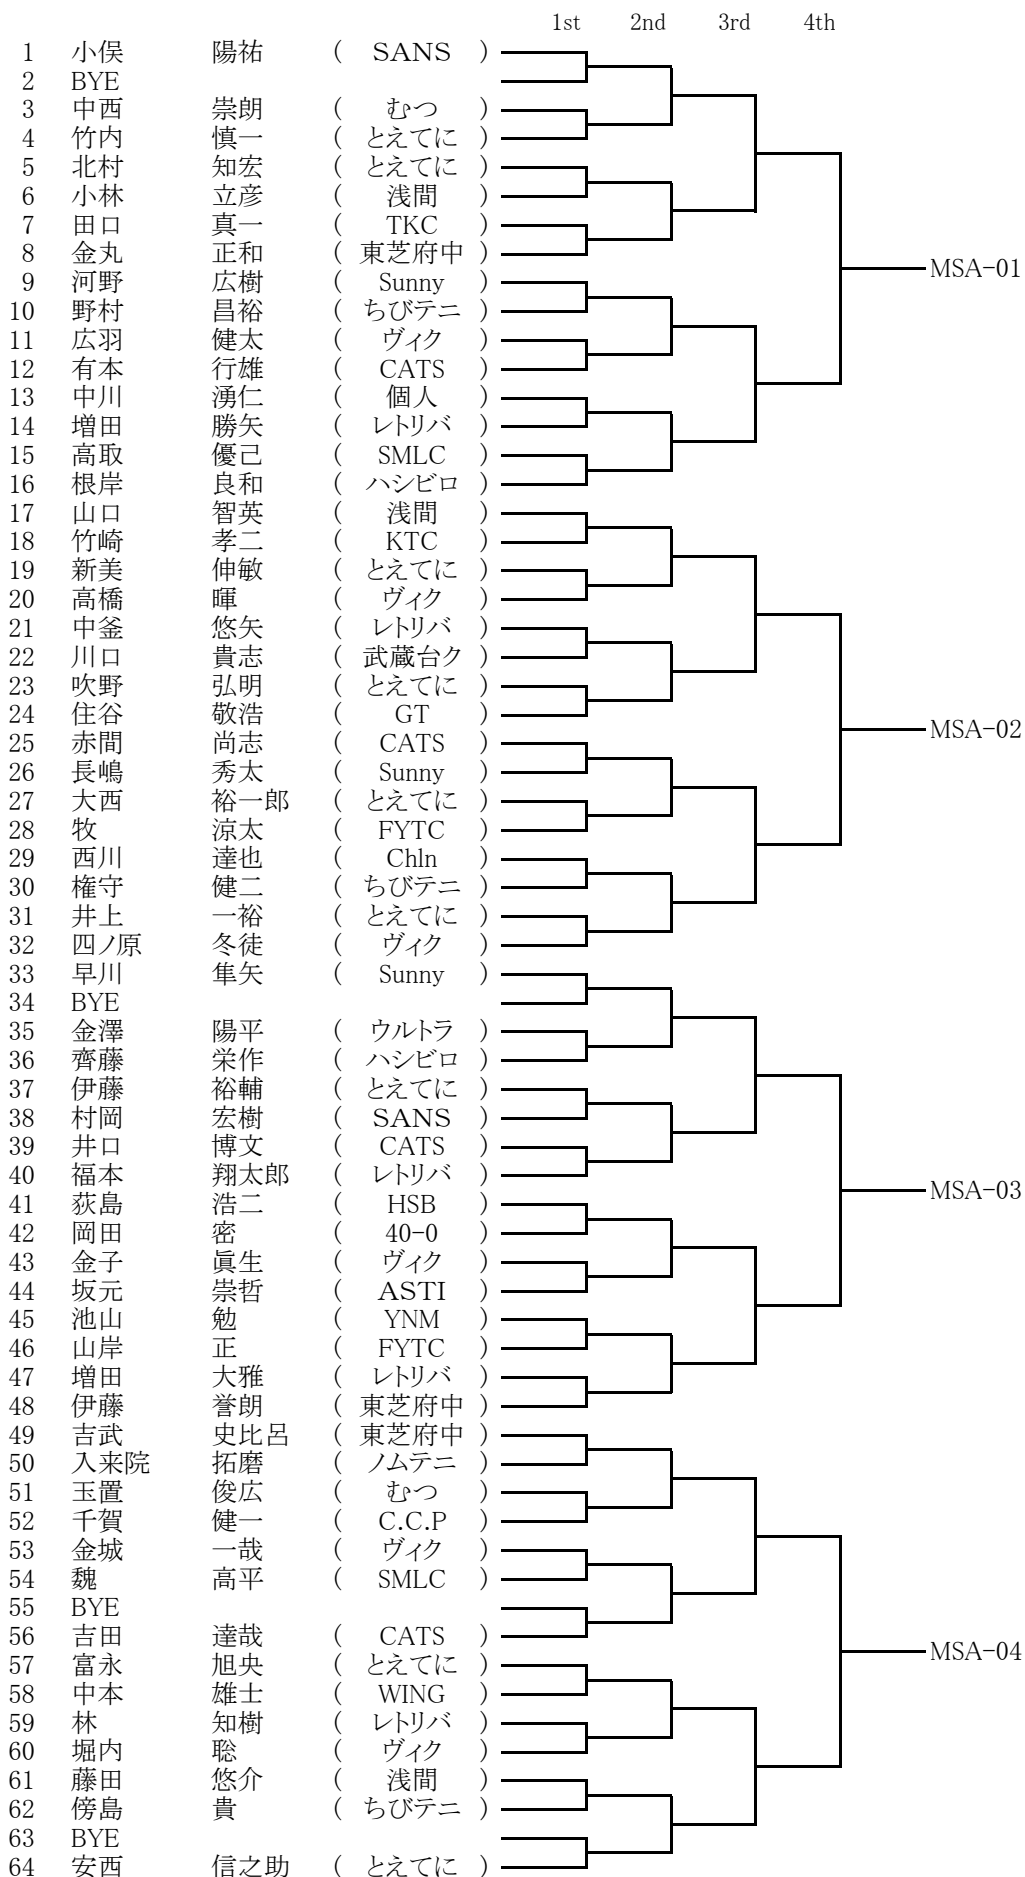 1st 2nd 3rd 4th
1 小俣 陽祐 ( SANS )
2 BYE
3 中西 崇朗 ( むつ )
4 竹内 慎一 ( とえてに )
5 北村 知宏 ( とえてに )
6 小林 立彦 ( 浅間 )
7 田口 真一 ( TKC )
8 金丸 正和 ( 東芝府中 )
9 河野 広樹 ( Sunny ) MSA-01
10 野村 昌裕 ( ちびテニ )
11 広羽 健太 ( ヴィク )
12 有本 行雄 ( CATS )
13 中川 湧仁 ( 個人 )
14 増田 勝矢 ( レトリバ )
15 高取 優己 ( SMLC )
16 根岸 良和 ( ハシビロ )
17 山口 智英 ( 浅間 )
18 竹崎 孝二 ( KTC )
19 新美 伸敏 ( とえてに )
20 高橋 暉 ( ヴィク )
21 中釜 悠矢 ( レトリバ )
22 川口 貴志 ( 武蔵台ク )
23 吹野 弘明 ( とえてに )
24 住谷 敬浩 ( GT )
25 赤間 尚志 ( CATS ) MSA-02
26 長嶋 秀太 ( Sunny )
27 大西 裕一郎 ( とえてに )
28 牧 涼太 ( FYTC )
29 西川 達也 ( Chln )
30 権守 健二 ( ちびテニ )
31 井上 一裕 ( とえてに )
32 四ノ原 冬徒 ( ヴィク )
33 早川 隼矢 ( Sunny )
34 BYE
35 金澤 陽平 ( ウルトラ )
36 齊藤 栄作 ( ハシビロ )
37 伊藤 裕輔 ( とえてに )
38 村岡 宏樹 ( SANS )
39 井口 博文 ( CATS )
40 福本 翔太郎 ( レトリバ )
41 荻島 浩二 ( HSB ) MSA-03
42 岡田 密 ( 40-0 )
43 金子 眞生 ( ヴィク )
44 坂元 崇哲 ( ASTI )
45 池山 勉 ( YNM )
46 山岸 正 ( FYTC )
47 増田 大雅 ( レトリバ )
48 伊藤 誉朗 ( 東芝府中 )
49 吉武 史比呂 ( 東芝府中 )
50 入来院 拓磨 ( ノムテニ )
51 玉置 俊広 ( むつ )
52 千賀 健一 ( C.C.P )
53 金城 一哉 ( ヴィク )
54 魏 高平 ( SMLC )
55 BYE
56 吉田 達哉 ( CATS )
57 富永 旭央 ( とえてに ) MSA-04
58 中本 雄士 ( WING )
59 林 知樹 ( レトリバ )
60 堀内 聡 ( ヴィク )
61 藤田 悠介 ( 浅間 )
62 傍島 貴 ( ちびテニ )
63 BYE
64 安西 信之助 ( とえてに )